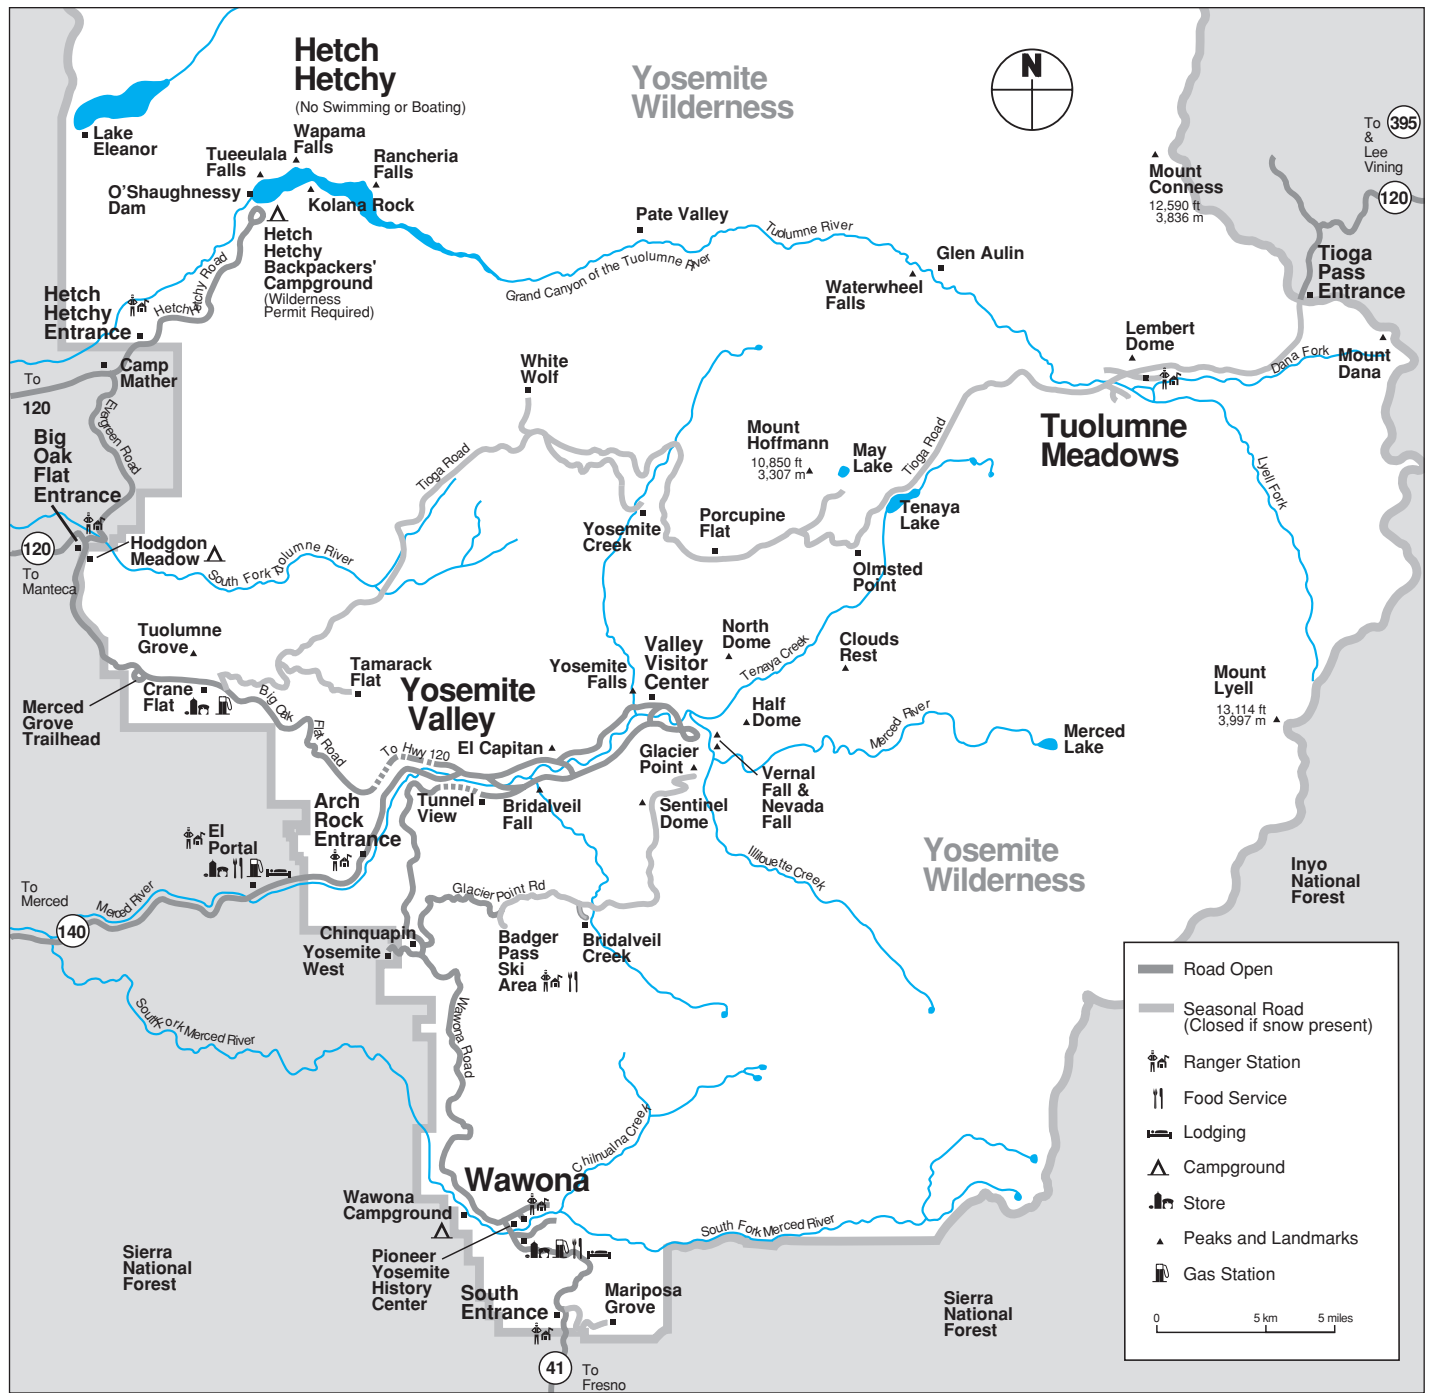 Hetch
Hetchy
(No Swimming or Boating)
Yosemite
Wilderness
N
To 395
&
Lee
Vining
120
Lake
Eleanor
Wapama
Falls
Tueeulala
Falls
Rancheria
Falls
O'Shaughnessy
Dam
Kolana Rock
Mount
Conness
12,590 ft
3,836 m
Pate Valley
Tuolumne River
Grand Canyon of the Tuolumne River
Glen Aulin
Waterwheel
Falls
Tioga
Pass
Entrance
Hetch
Hetchy
Backpackers'
Campground
(Wilderness
Permit Required)
Hetch Hetchy Road
Hetch
Hetchy
Entrance
Camp
Mather
To
120
Evergreen Road
Lembert
Dome
Dana Fork
Mount
Dana
White
Wolf
Tuolumne
Meadows
Big
Oak
Flat
Entrance
Mount
Hoffmann
10,850 ft
3,307 m
May
Lake
Tioga Road
Tioga Road
Lyell Fork
Tenaya
Lake
Yosemite
Creek
Porcupine
Flat
Olmsted
Point
120
To
Manteca
Hodgdon
Meadow
South Fork Tuolumne River
Tuolumne
Grove
Tamarack
Flat
Crane
Flat
Merced
Grove
Trailhead
Big Oak
Flat Road
Yosemite
Valley
Yosemite
Falls
Valley
Visitor
Center
North
Dome
Tenaya Creek
Clouds
Rest
Half
Dome
Mount
Lyell
13,114 ft
3,997 m
Merced River
Merced
Lake
To Hwy 120
El Capitan
Glacier
Point
Vernal
Fall &
Nevada
Fall
Arch
Rock
Entrance
Tunnel
View
Bridalveil
Fall
Sentinel
Dome
El
Portal
Illilouette Creek
Yosemite
Wilderness
Inyo
National
Forest
To
Merced
140
Merced River
Glacier Point Rd
Chinquapin
Yosemite
West
Badger
Pass
Ski
Area
Bridalveil
Creek
South Fork Merced River
Wawona Road
Chilnualna Creek
Wawona
Wawona
Campground
Pioneer
Yosemite
History
Center
South Fork Merced River
South
Entrance
Mariposa
Grove
Sierra
National
Forest
Sierra
National
Forest
41
To
Fresno
Road Open
Seasonal Road
(Closed if snow present)
Ranger Station
Food Service
Lodging
Campground
Store
Peaks and Landmarks
Gas Station
0 5 km 5 miles